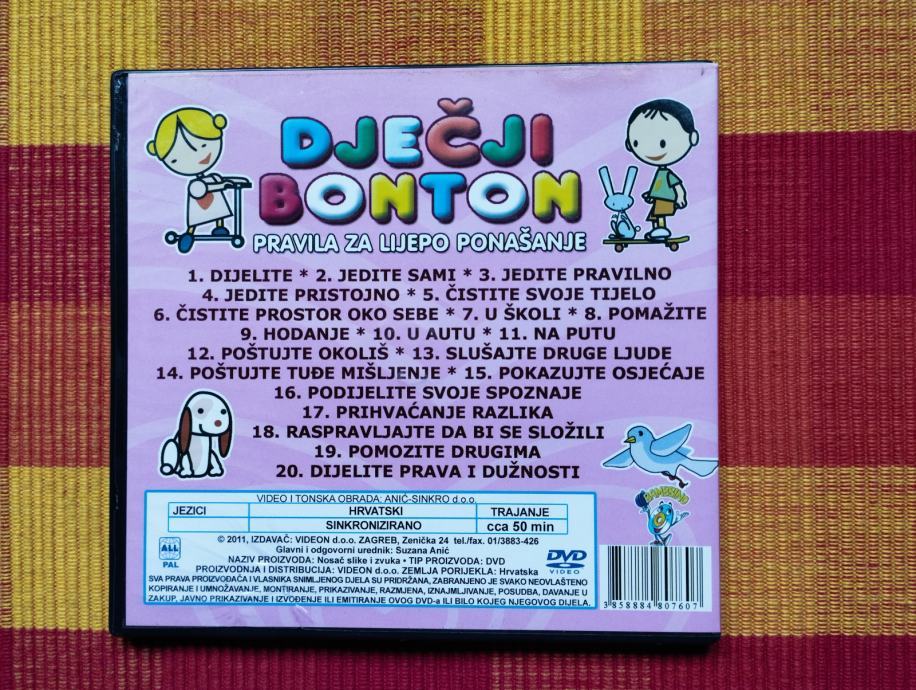 DJEČJI
BONTON
PRAVILA ZA LIJEPO PONAŠANJE
1. DIJELITE * 2. JEDITE SAMI * 3. JEDITE PRAVILNO
4. JEDITE PRISTOJNO * 5. ČISTITE SVOJE TIJELO
6. ČISTITE PROSTOR OKO SEBE * 7. U ŠKOLI * 8. POMAŽITE
9. HODANJE * 10. U AUTU * 11. NA PUTU
12. POŠTUJTE OKOLIŠ * 13. SLUŠAJTE DRUGE LJUDE
14. POŠTUJTE TUĐE MIŠLJENJE * 15. POKAZUJTE OSJEĆAJE
16. PODIJELITE SVOJE SPOZNAJE
17. PRIHVAĆANJE RAZLIKA
18. RASPRAVLJAJTE DA BI SE SLOŽILI
19. POMOZITE DRUGIMA
20. DIJELITE PRAVA I DUŽNOSTI
BAMBINO
VIDEO I TONSKA OBRADA: ANIĆ-SINKRO d.o.o.
JEZICI HRVATSKI TRAJANJE
SINKRONIZIRANO cca 50 min
© 2011, IZDAVAČ: VIDEON d.o.o. ZAGREB, Zenička 24 tel./fax. 01/3883-426
Glavni i odgovorni urednik: Suzana Anić
NAZIV PROIZVODA: Nosač slike i zvuka • TIP PROIZVODA: DVD
PROIZVODNJA I DISTRIBUCIJA: VIDEON d.o.o. ZEMLJA PORIJEKLA: Hrvatska
ALL
PAL
DVD
VIDEO
SVA PRAVA PROIZVOĐAČA I VLASNIKA SNIMLJENOG DJELA SU PRIDRŽANA, ZABRANJENO JE SVAKO NEOVLAŠTENO
KOPIRANJE I UMNOŽAVANJE, MONTIRANJE, PRIKAZIVANJE, RAZMJENA, IZNAJMLJIVANJE, POSUDBA, DAVANJE U
ZAKUP, JAVNO PRIKAZIVANJE I IZVOĐENJE ILI EMITIRANJE OVOG DVD-a ILI BILO KOJEG NJEGOVOG DIJELA.
3 858884 807607